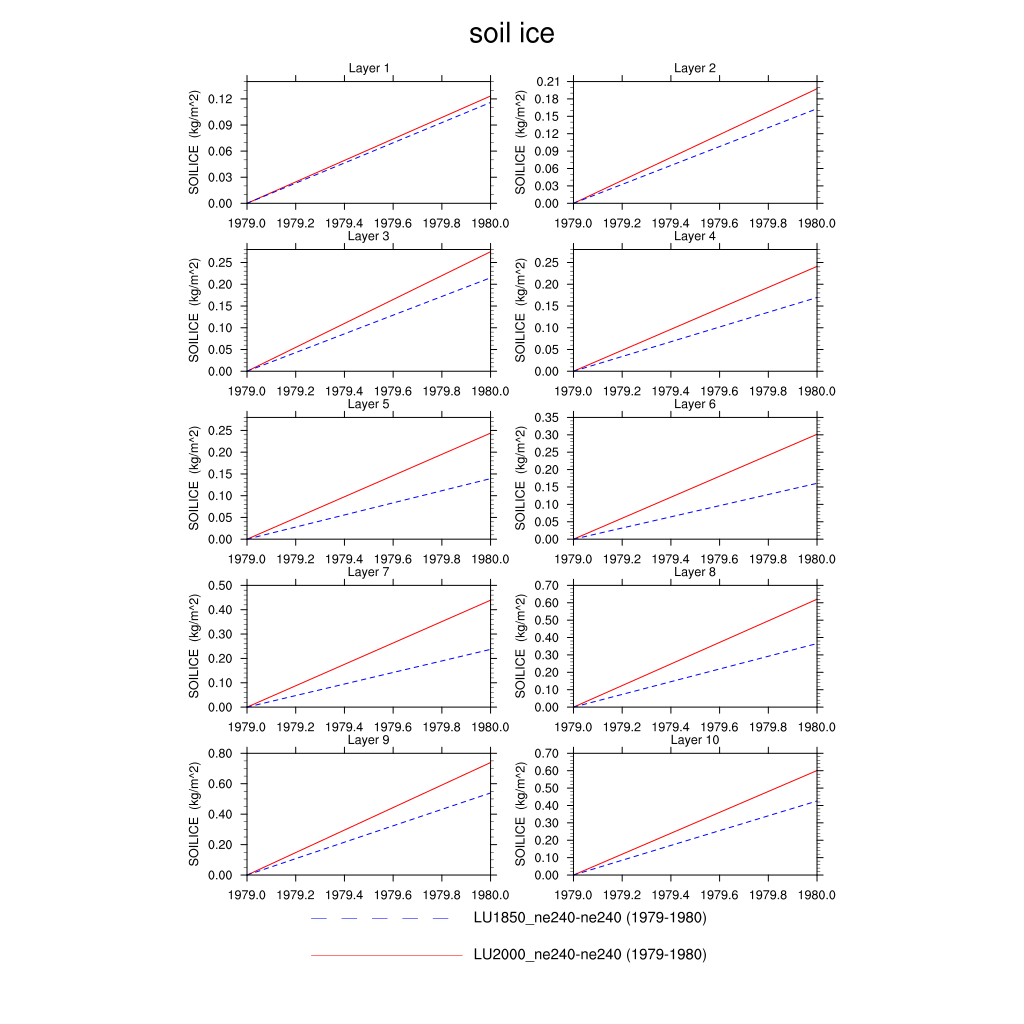 soil ice
Layer 1
Layer 2
SOILICE (kg/m^2)
0.12
0.09
0.06
0.03
0.00
1979.0 1979.2 1979.4 1979.6 1979.8 1980.0
SOILICE (kg/m^2)
0.21
0.18
0.15
0.12
0.09
0.06
0.03
0.00
1979.0 1979.2 1979.4 1979.6 1979.8 1980.0
Layer 3
Layer 4
SOILICE (kg/m^2)
0.25
0.20
0.15
0.10
0.05
0.00
1979.0 1979.2 1979.4 1979.6 1979.8 1980.0
SOILICE (kg/m^2)
0.25
0.20
0.15
0.10
0.05
0.00
1979.0 1979.2 1979.4 1979.6 1979.8 1980.0
Layer 5
Layer 6
SOILICE (kg/m^2)
0.25
0.20
0.15
0.10
0.05
0.00
1979.0 1979.2 1979.4 1979.6 1979.8 1980.0
SOILICE (kg/m^2)
0.35
0.30
0.25
0.20
0.15
0.10
0.05
0.00
1979.0 1979.2 1979.4 1979.6 1979.8 1980.0
Layer 7
Layer 8
SOILICE (kg/m^2)
0.50
0.40
0.30
0.20
0.10
0.00
1979.0 1979.2 1979.4 1979.6 1979.8 1980.0
SOILICE (kg/m^2)
0.70
0.60
0.50
0.40
0.30
0.20
0.10
0.00
1979.0 1979.2 1979.4 1979.6 1979.8 1980.0
Layer 9
Layer 10
SOILICE (kg/m^2)
0.80
0.60
0.40
0.20
0.00
1979.0 1979.2 1979.4 1979.6 1979.8 1980.0
SOILICE (kg/m^2)
0.70
0.60
0.50
0.40
0.30
0.20
0.10
0.00
1979.0 1979.2 1979.4 1979.6 1979.8 1980.0
LU1850_ne240-ne240 (1979-1980)
LU2000_ne240-ne240 (1979-1980)